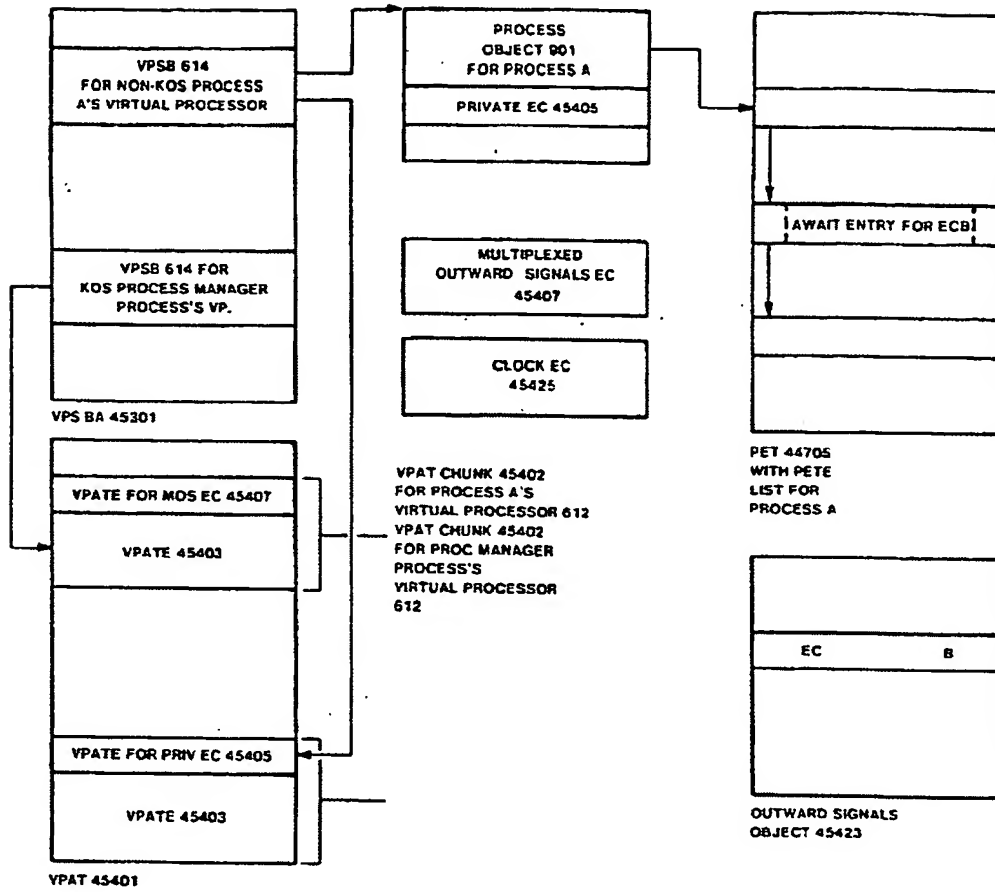 VPSB 614
FOR NON-KOS PROCESS
A'S VIRTUAL PROCESSOR
VPSB 614 FOR
KOS PROCESS MANAGER
PROCESS'S VP.
VPS BA 45301
PROCESS
OBJECT 901
FOR PROCESS A
PRIVATE EC 45405
MULTIPLEXED
OUTWARD SIGNALS EC
45407
CLOCK EC
45425
AWAIT ENTRY FOR ECB
PET 44705
WITH PETE
LIST FOR
PROCESS A
VPATE FOR MOS EC 45407
VPATE 45403
VPATE FOR PRIV EC 45405
VPATE 45403
VPAT 45401
VPAT CHUNK 45402
FOR PROCESS A'S
VIRTUAL PROCESSOR 612
VPAT CHUNK 45402
FOR PROC MANAGER
PROCESS'S
VIRTUAL PROCESSOR
612
EC B
OUTWARD SIGNALS
OBJECT 45423